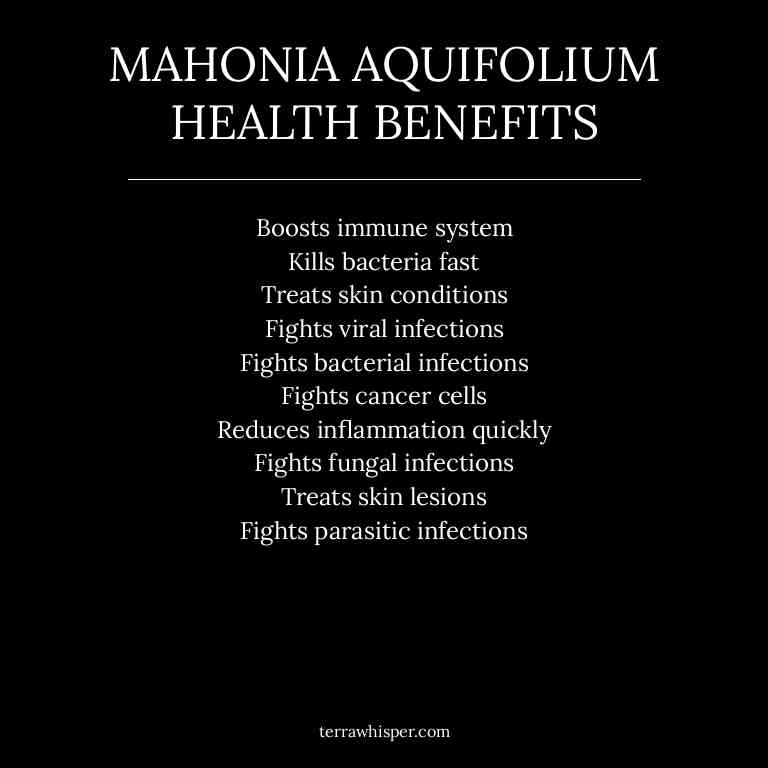 MAHONIA AQUIFOLIUM
HEALTH BENEFITS
Boosts immune system
Kills bacteria fast
Treats skin conditions
Fights viral infections
Fights bacterial infections
Fights cancer cells
Reduces inflammation quickly
Fights fungal infections
Treats skin lesions
Fights parasitic infections
terrawhisper.com